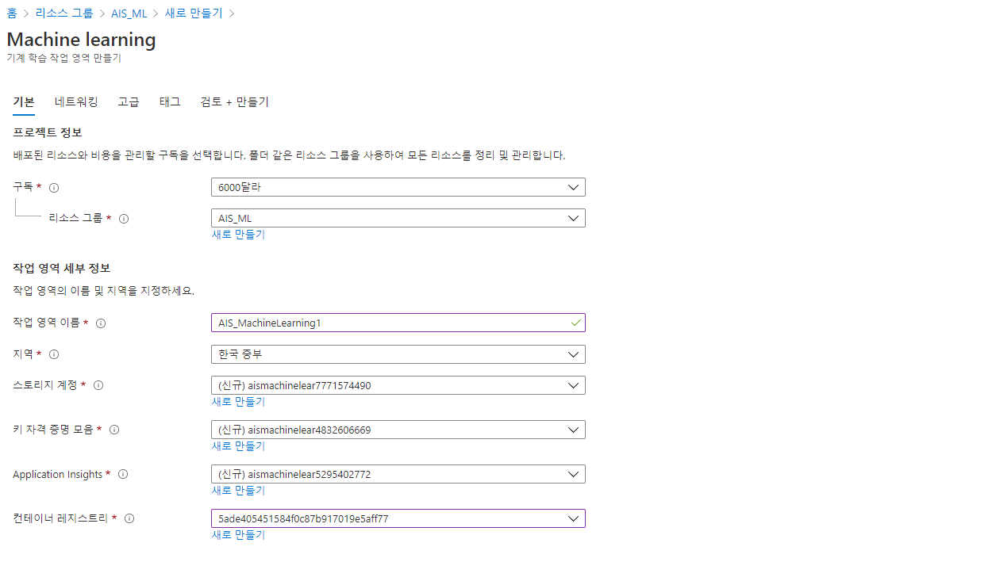 홈 > 리소스 그룹 > AIS_ML > 새로 만들기 >
Machine learning
기계 학습 작업 영역 만들기
기본 네트워킹 고급 태그 검토 + 만들기
프로젝트 정보
배포된 리소스와 비용을 관리할 구독을 선택합니다. 폴더 같은 리소스 그룹을 사용하여 모든 리소스를 정리 및 관리합니다.
구독 * 6000달라
리소스 그룹 * AIS_ML
새로 만들기
작업 영역 세부 정보
작업 영역의 이름 및 지역을 지정하세요.
작업 영역 이름 * AIS_MachineLearning1
지역 * 한국 중부
스토리지 계정 * (신규) aismachinelear7771574490
새로 만들기
키 자격 증명 모음 * (신규) aismachinelear4832606669
새로 만들기
Application Insights * (신규) aismachinelear5295402772
새로 만들기
컨테이너 레지스트리 * 5ade405451584f0c87b917019e5aff77
새로 만들기